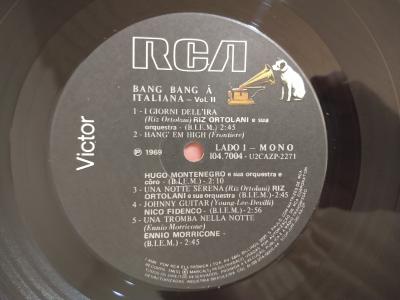 RCA
Victor
BANG BANG À
ITALIANA – Vol. II
1 - I GIORNI DELL'IRA
(Riz Ortolani) RIZ ORTOLANI e sua
orquestra - (B.I.E.M.) 2:45
2 - HANG' EM HIGH (Frontiere)
℗ 1969
LADO 1 – MONO
104.7004 - U2CAZP-2271
HUGO MONTENEGRO e sua orquestra e
côro - (B.I.E.M.) - 2:10
3 - UNA NOTTE SERENA (Riz Ortolani) RIZ
ORTOLANI e sua orquestra - (B.I.E.M.) - 2:45
4 - JOHNNY GUITAR (Young-Lee-Devilli)
NICO FIDENCO - (B.I.E.M.) - 2:56
5 - UNA TROMBA NELLA NOTTE
(Ennio Morricone)
ENNIO MORRICONE -
(B.I.E.M.) - 2:45